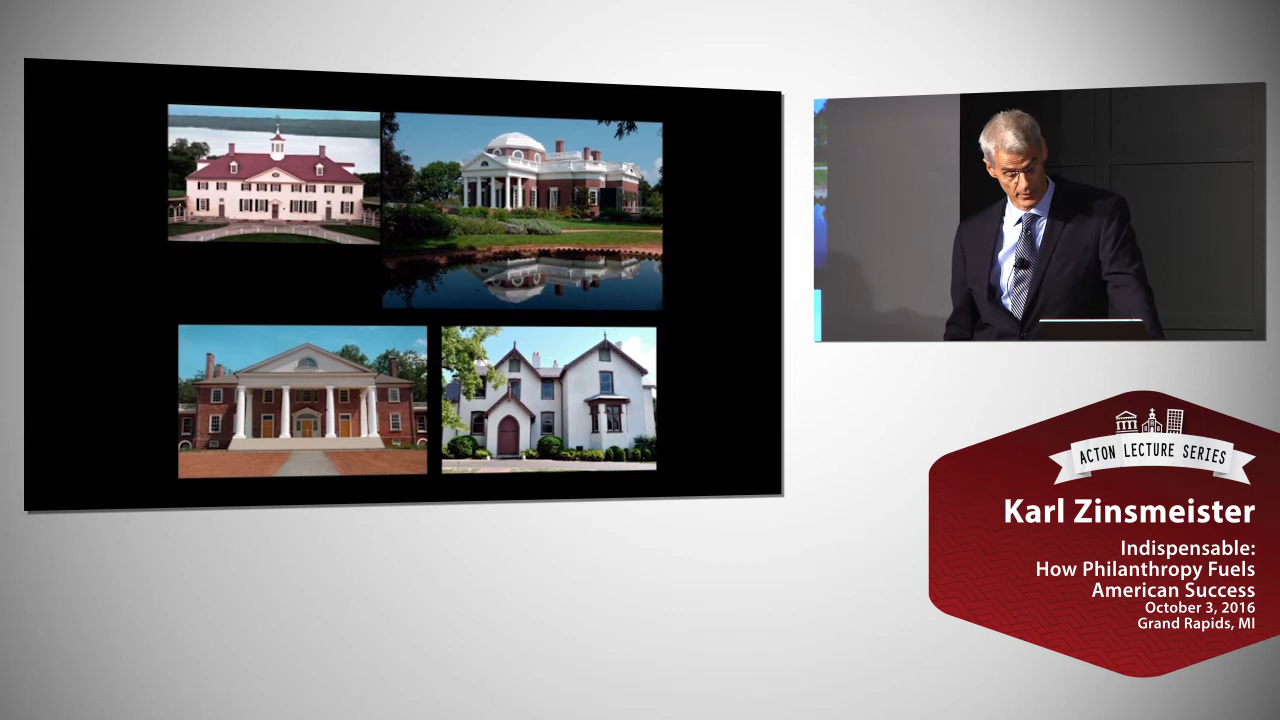 ACTON LECTURE SERIES
Karl Zinsmeister
Indispensable:
How Philanthropy Fuels
American Success
October 3, 2016
Grand Rapids, MI